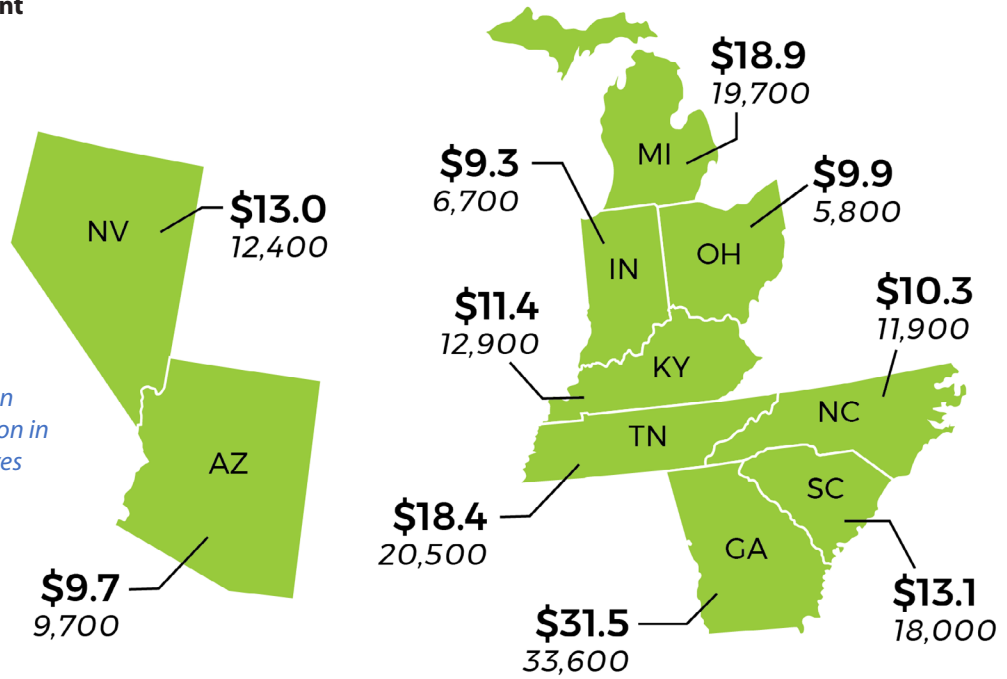 $18.9
19,700
MI
$9.3
6,700
$9.9
5,800
NV
$13.0
12,400
OH
IN
$11.4
12,900
$10.3
11,900
KY
NC
TN
AZ
SC
$18.4
20,500
GA
$9.7
9,700
$13.1
18,000
$31.5
33,600